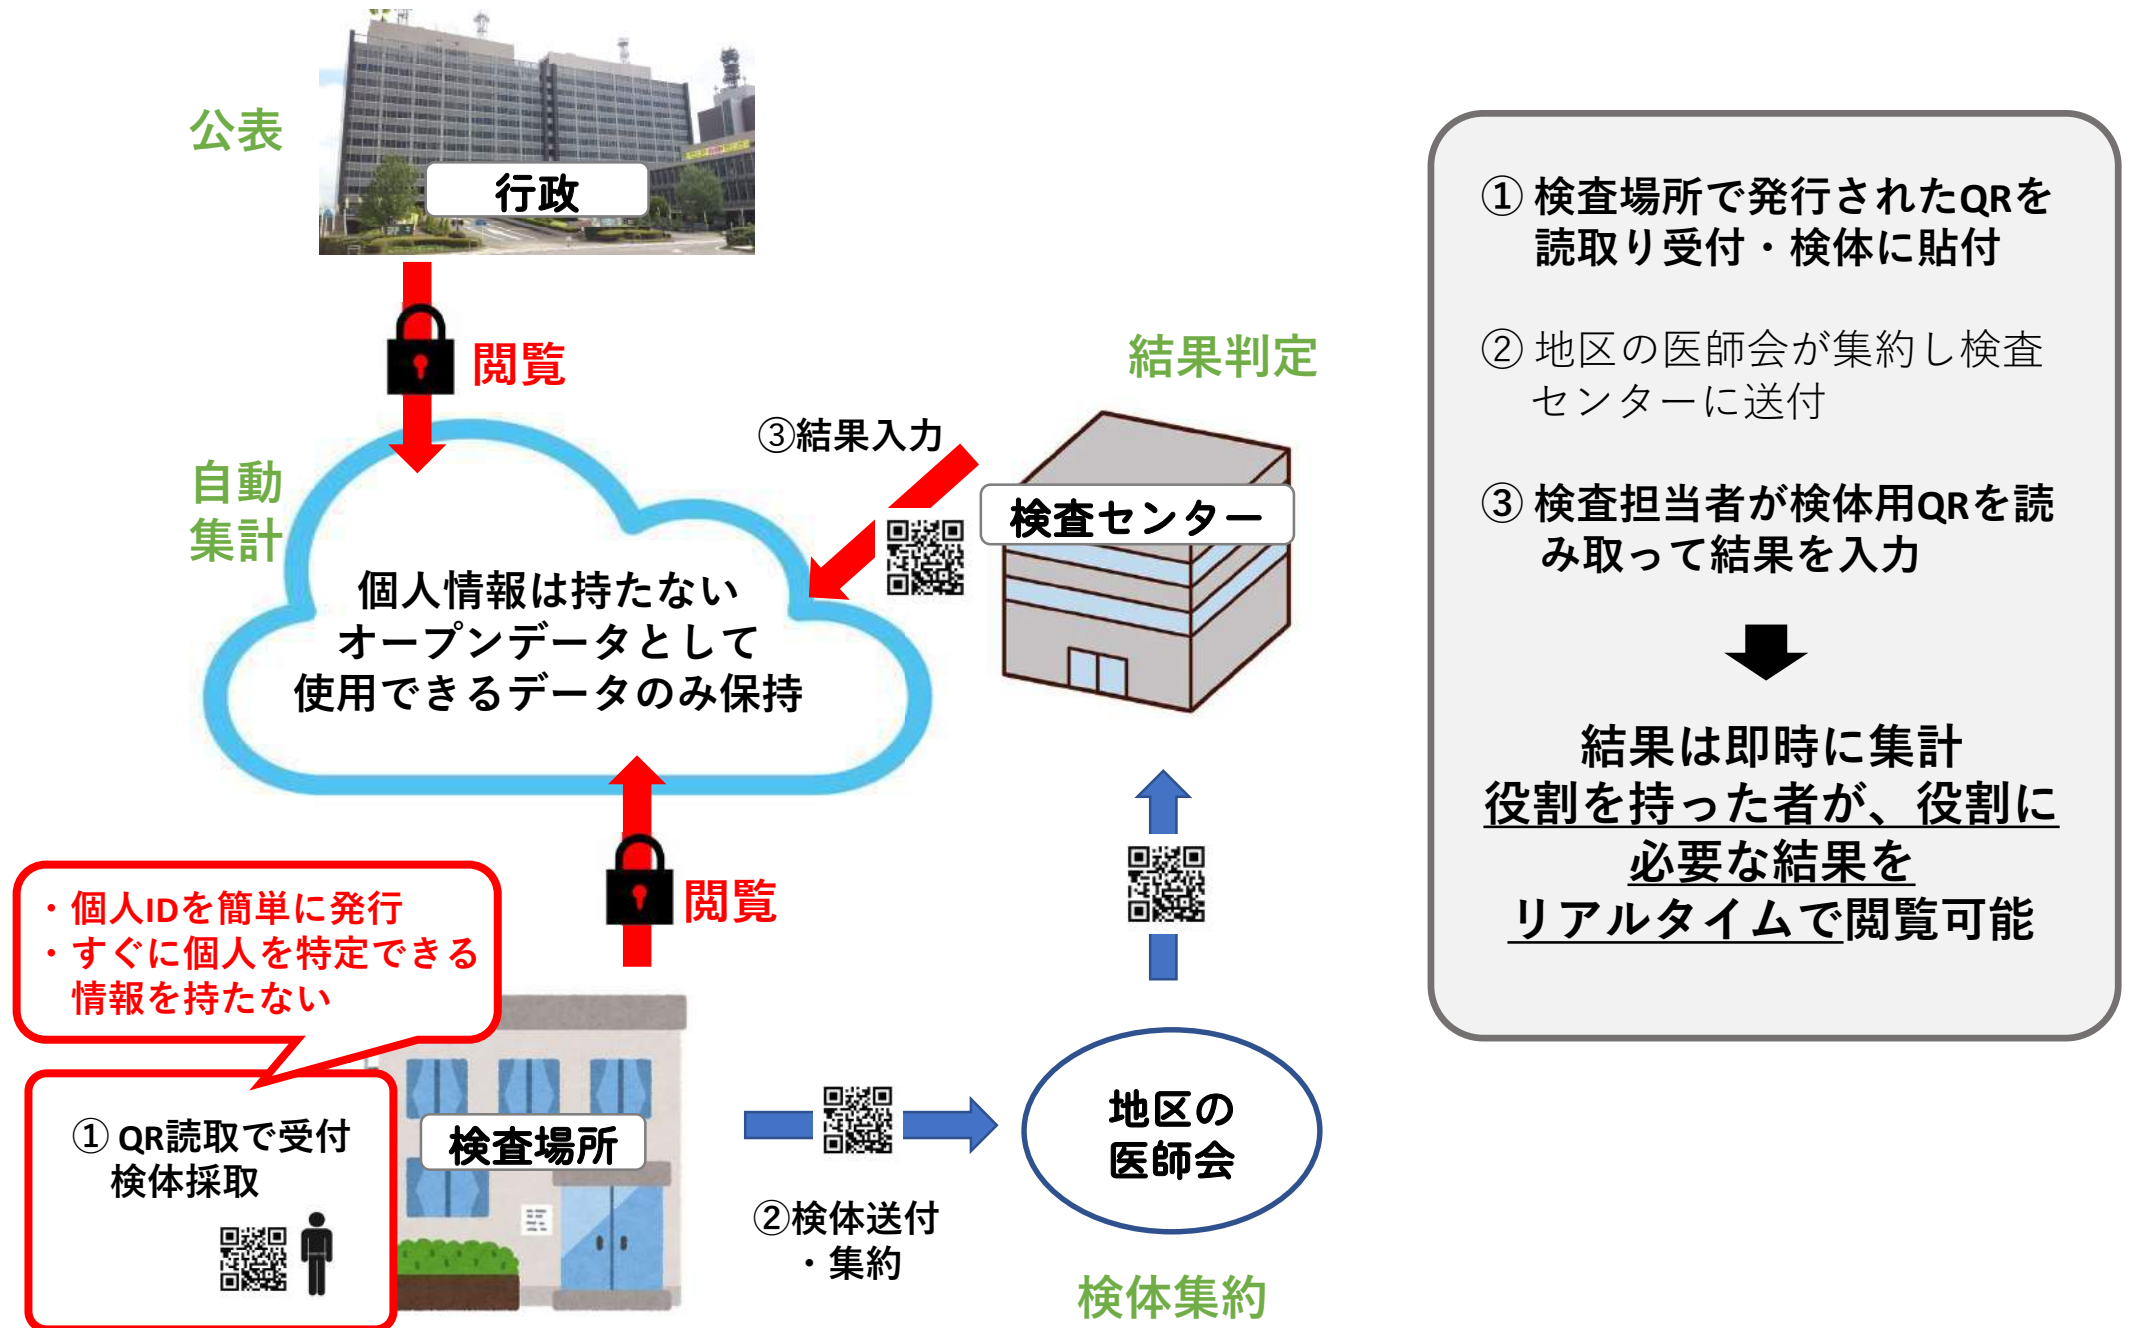 公表
行政
閲覧
結果判定
③結果入力
自動
集計
検査センター
個人情報は持たない
オープンデータとして
使用できるデータのみ保持
閲覧
・個人IDを簡単に発行
・すぐに個人を特定できる
情報を持たない
① QR読取で受付
検体採取
検査場所
②検体送付
・集約
地区の
医師会
検体集約
① 検査場所で発行されたQRを
読取り受付・検体に貼付
② 地区の医師会が集約し検査
センターに送付
③ 検査担当者が検体用QRを読
み取って結果を入力
結果は即時に集計
役割を持った者が、役割に
必要な結果を
リアルタイムで閲覧可能